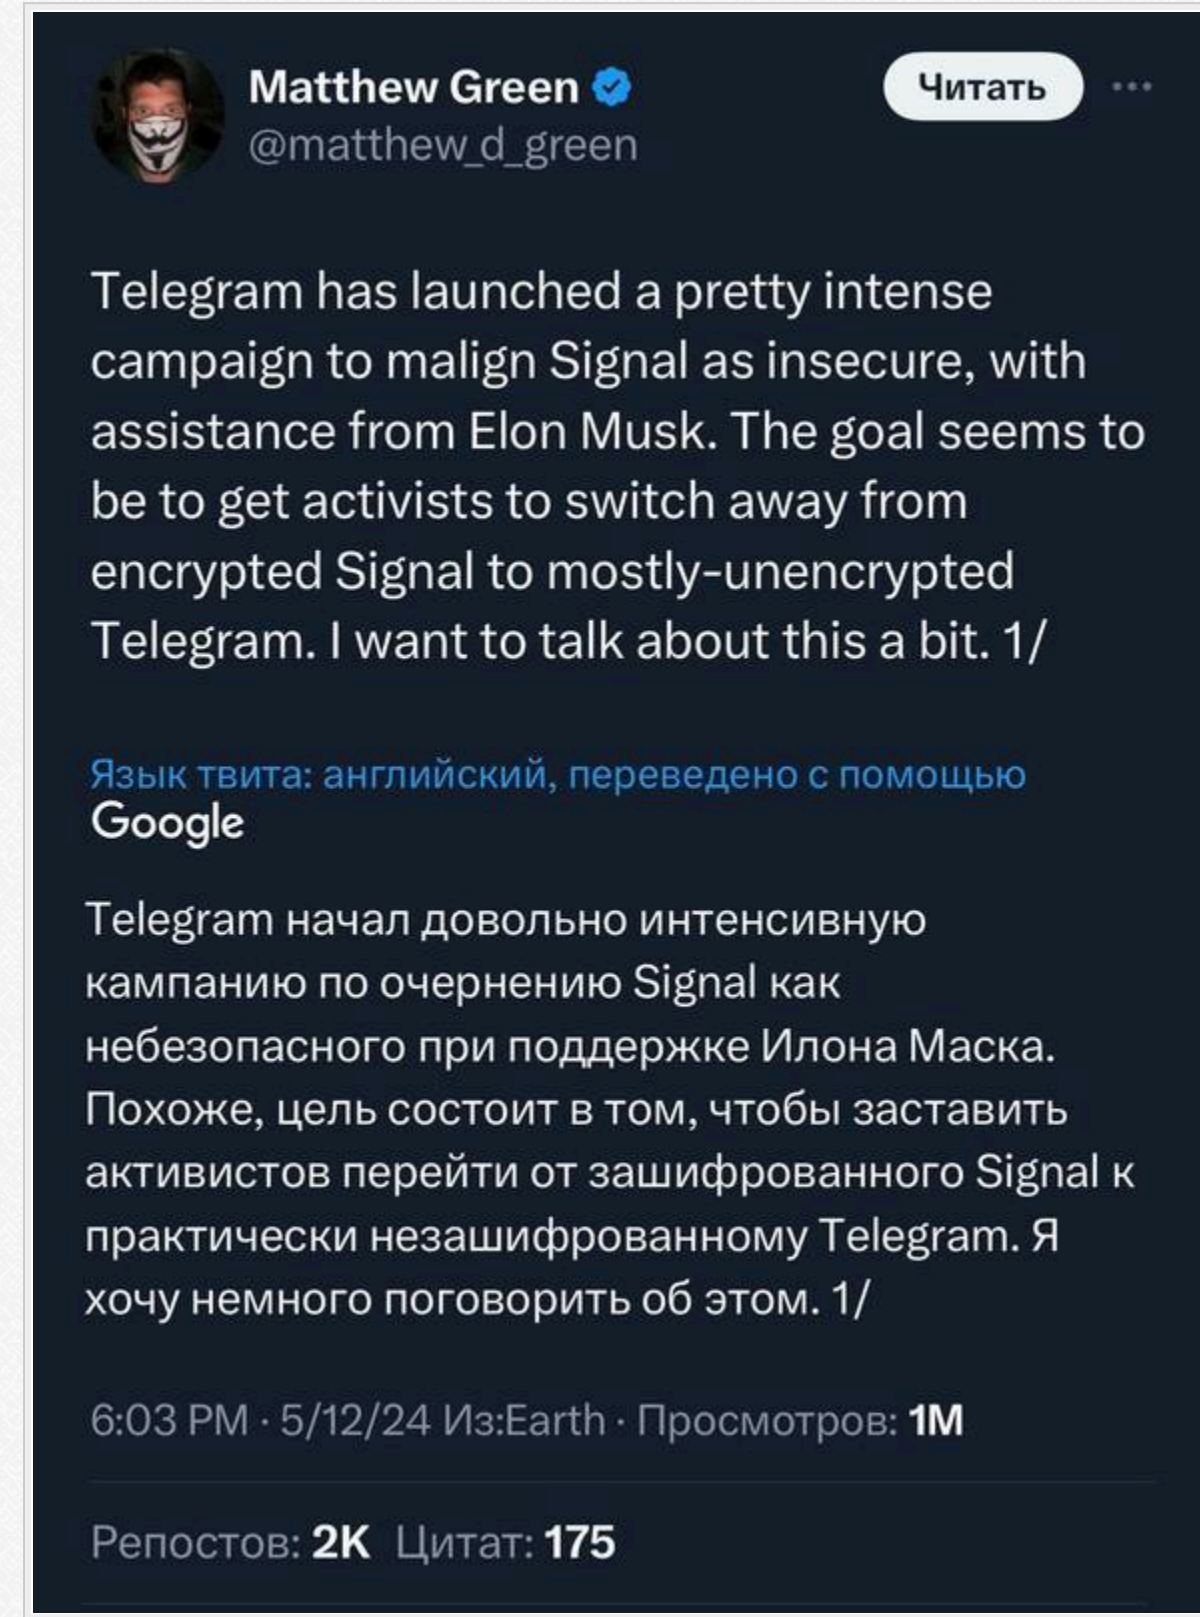 Matthew Green
Читать
@matthew_d_green
Telegram has launched a pretty intense
campaign to malign Signal as insecure, with
assistance from Elon Musk. The goal seems to
be to get activists to switch away from
encrypted Signal to mostly-unencrypted
Telegram. I want to talk about this a bit. 1/
Язык твита: английский, переведено с помощью
Google
Telegram начал довольно интенсивную
кампанию по очернению Signal как
небезопасного при поддержке Илона Маска.
Похоже, цель состоит в том, чтобы заставить
активистов перейти от зашифрованного Signal к
практически незашифрованному Telegram. Я
хочу немного поговорить об этом. 1/
6:03 PM · 5/12/24 Из:Earth · Просмотров: 1M
Репостов: 2K Цитат: 175